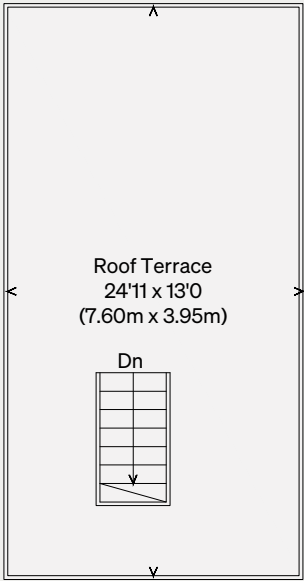 Roof Terrace
24'11 x 13'0
(7.60m x 3.95m)
Dn